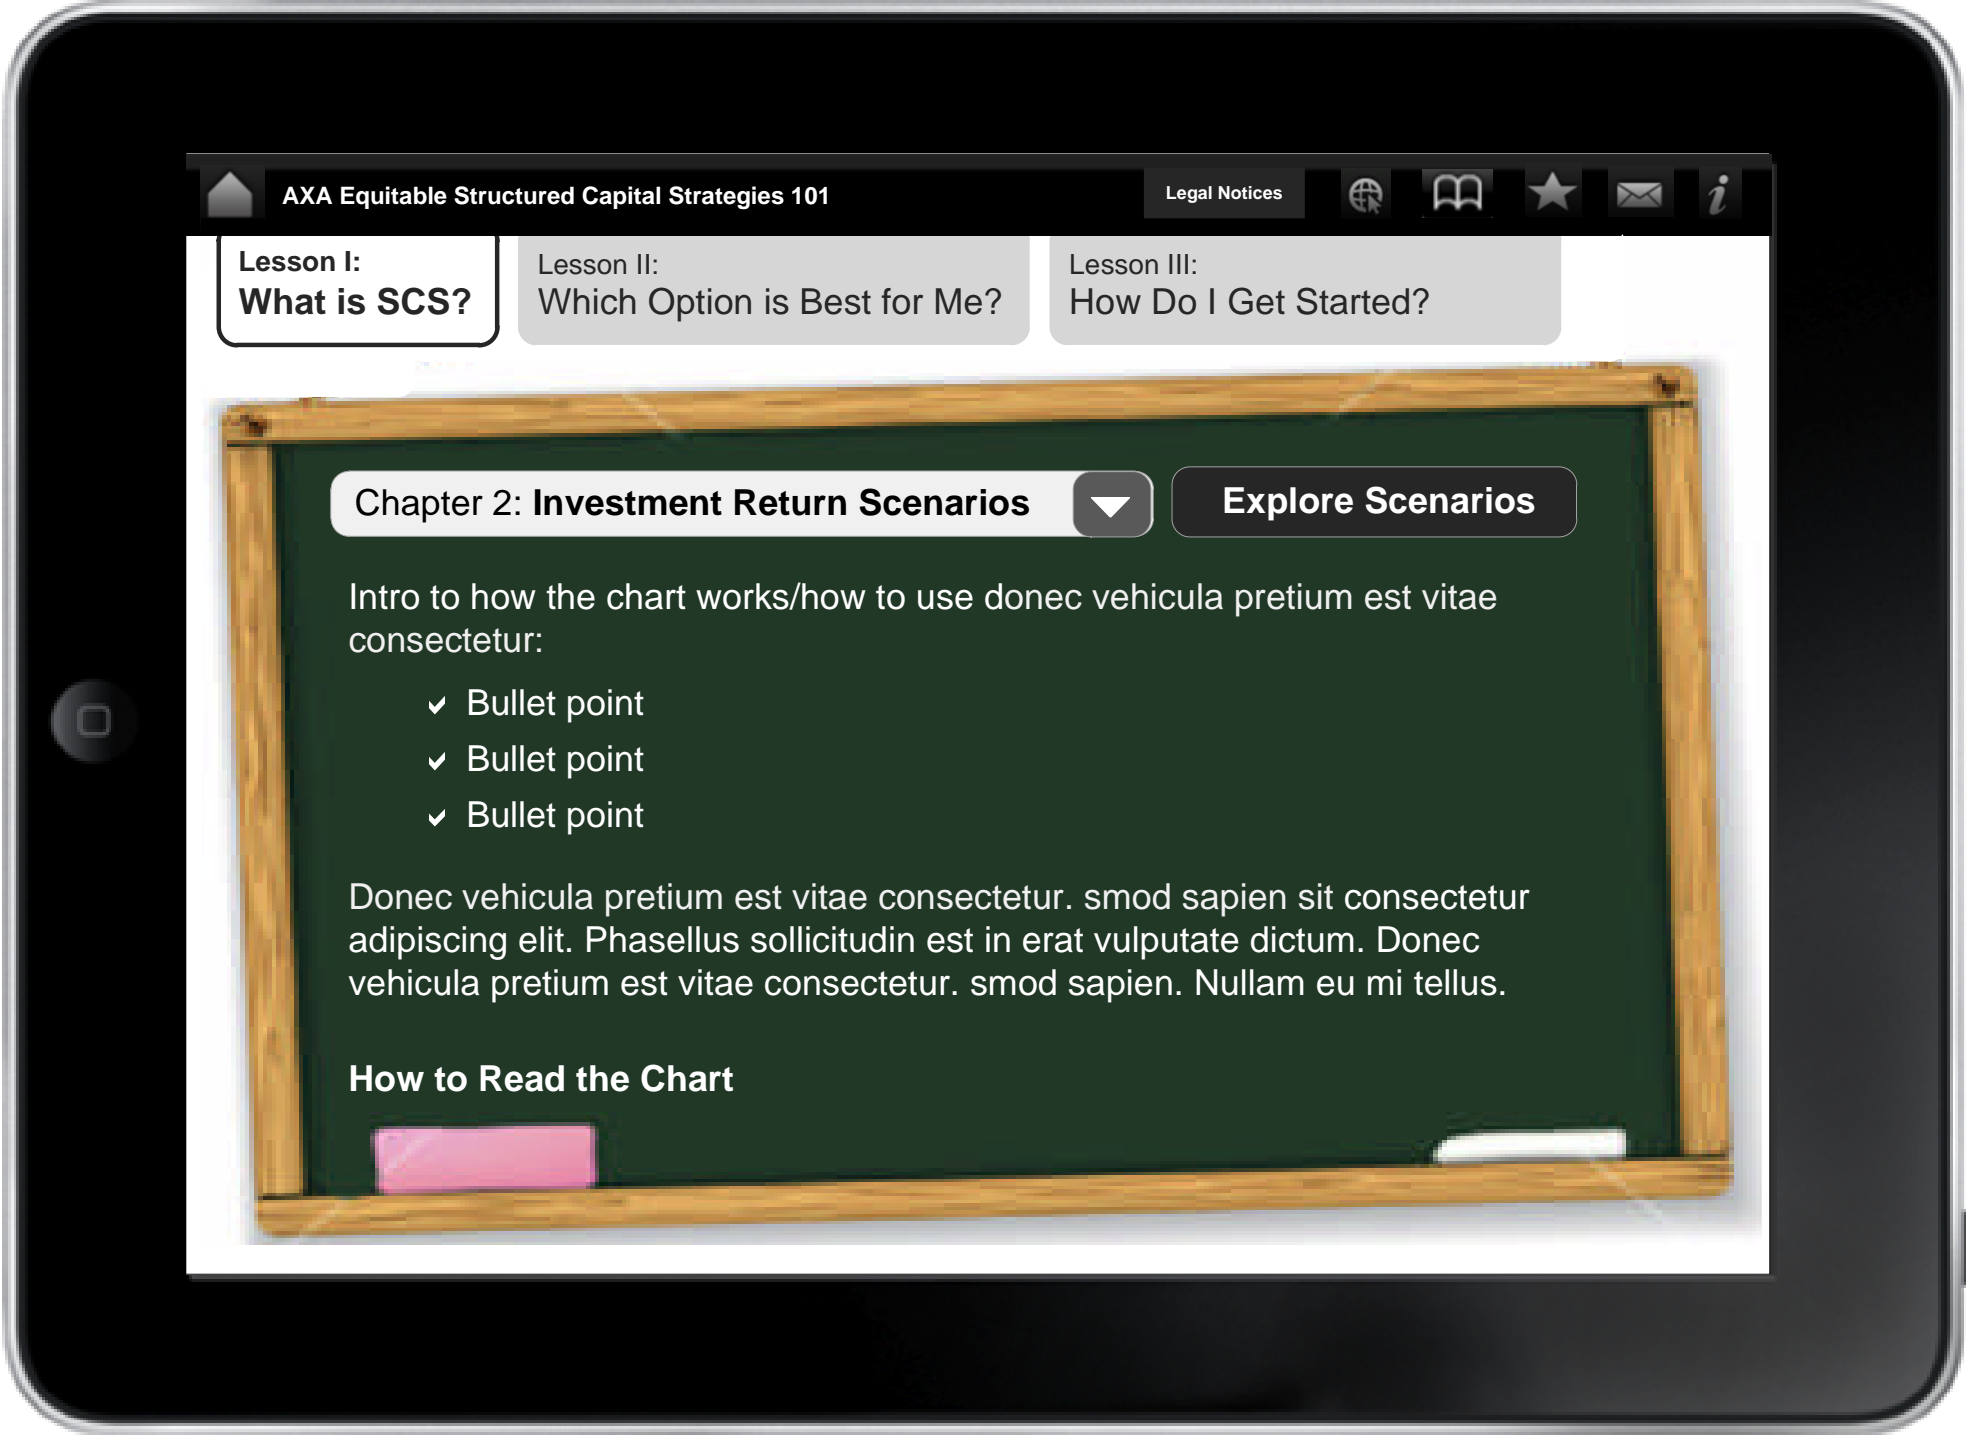 AXA Equitable Structured Capital Strategies 101
Legal Notices
Lesson I:
What is SCS?
Lesson II:
Which Option is Best for Me?
Lesson III:
How Do I Get Started?
Chapter 2: Investment Return Scenarios
Explore Scenarios
Intro to how the chart works/how to use donec vehicula pretium est vitae
consectetur:
Bullet point
Bullet point
Bullet point
Donec vehicula pretium est vitae consectetur. smod sapien sit consectetur
adipiscing elit. Phasellus sollicitudin est in erat vulputate dictum. Donec
vehicula pretium est vitae consectetur. smod sapien. Nullam eu mi tellus.
How to Read the Chart